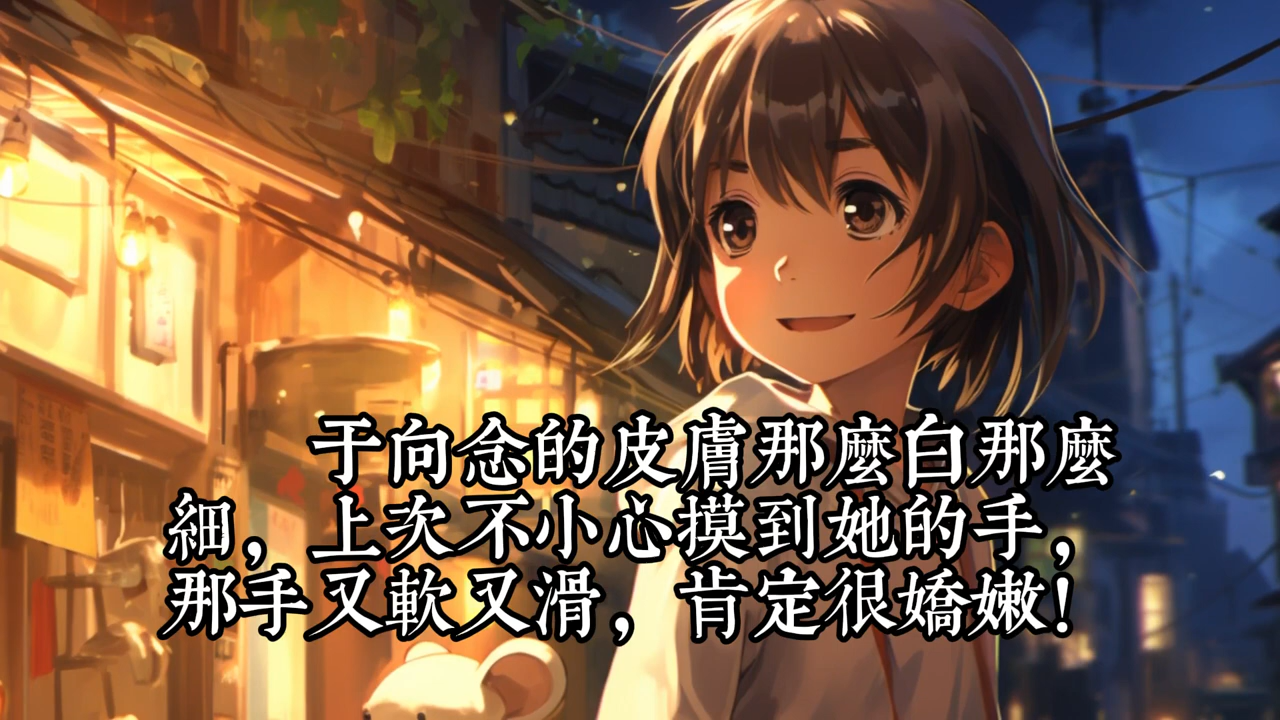 于向念的皮膚那麼白那麼
細，上次不小心摸到她的手，
那手又軟又滑，肯定很嬌嫩！